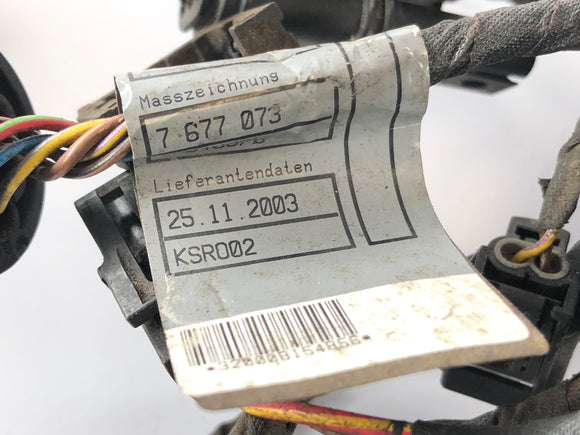 Masszeichnung
7 677 073
Lieferantendaten
25.11.2003
KSR002